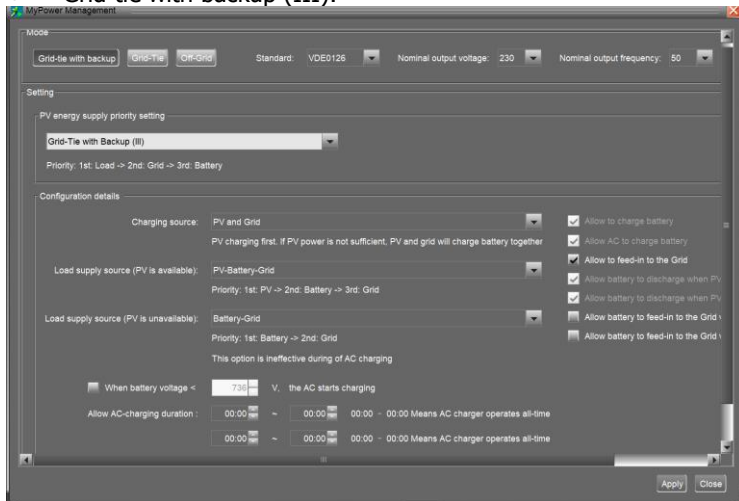 Grid-tie with backup (III):
MyPower Management
Mode
Grid-tie with backup Grid-Tie Off-Grid Standard: VDE0126 Nominal output voltage: 230 Nominal output frequency: 50
Setting
PV energy supply priority setting
Grid-Tie with Backup (III)
Priority: 1st: Load -> 2nd: Grid -> 3rd: Battery
Configuration details
Charging source: PV and Grid
Allow to charge battery
PV charging first. If PV power is not sufficient, PV and grid will charge battery together
Allow AC to charge battery
Allow to feed-in to the Grid
Load supply source (PV is available): PV-Battery-Grid
Allow battery to discharge when PV
Priority: 1st: PV -> 2nd: Battery -> 3rd: Grid
Allow battery to discharge when PV
Load supply source (PV is unavailable): Battery-Grid
Allow battery to feed-in to the Grid
Priority: 1st: Battery -> 2nd: Grid
Allow battery to feed-in to the Grid
This option is ineffective during of AC charging
When battery voltage < 736 V, the AC starts charging
Allow AC-charging duration : 00:00 ~ 00:00 00:00 - 00:00 Means AC charger operates all-time
00:00 ~ 00:00 00:00 - 00:00 Means AC charger operates all-time
Apply Close